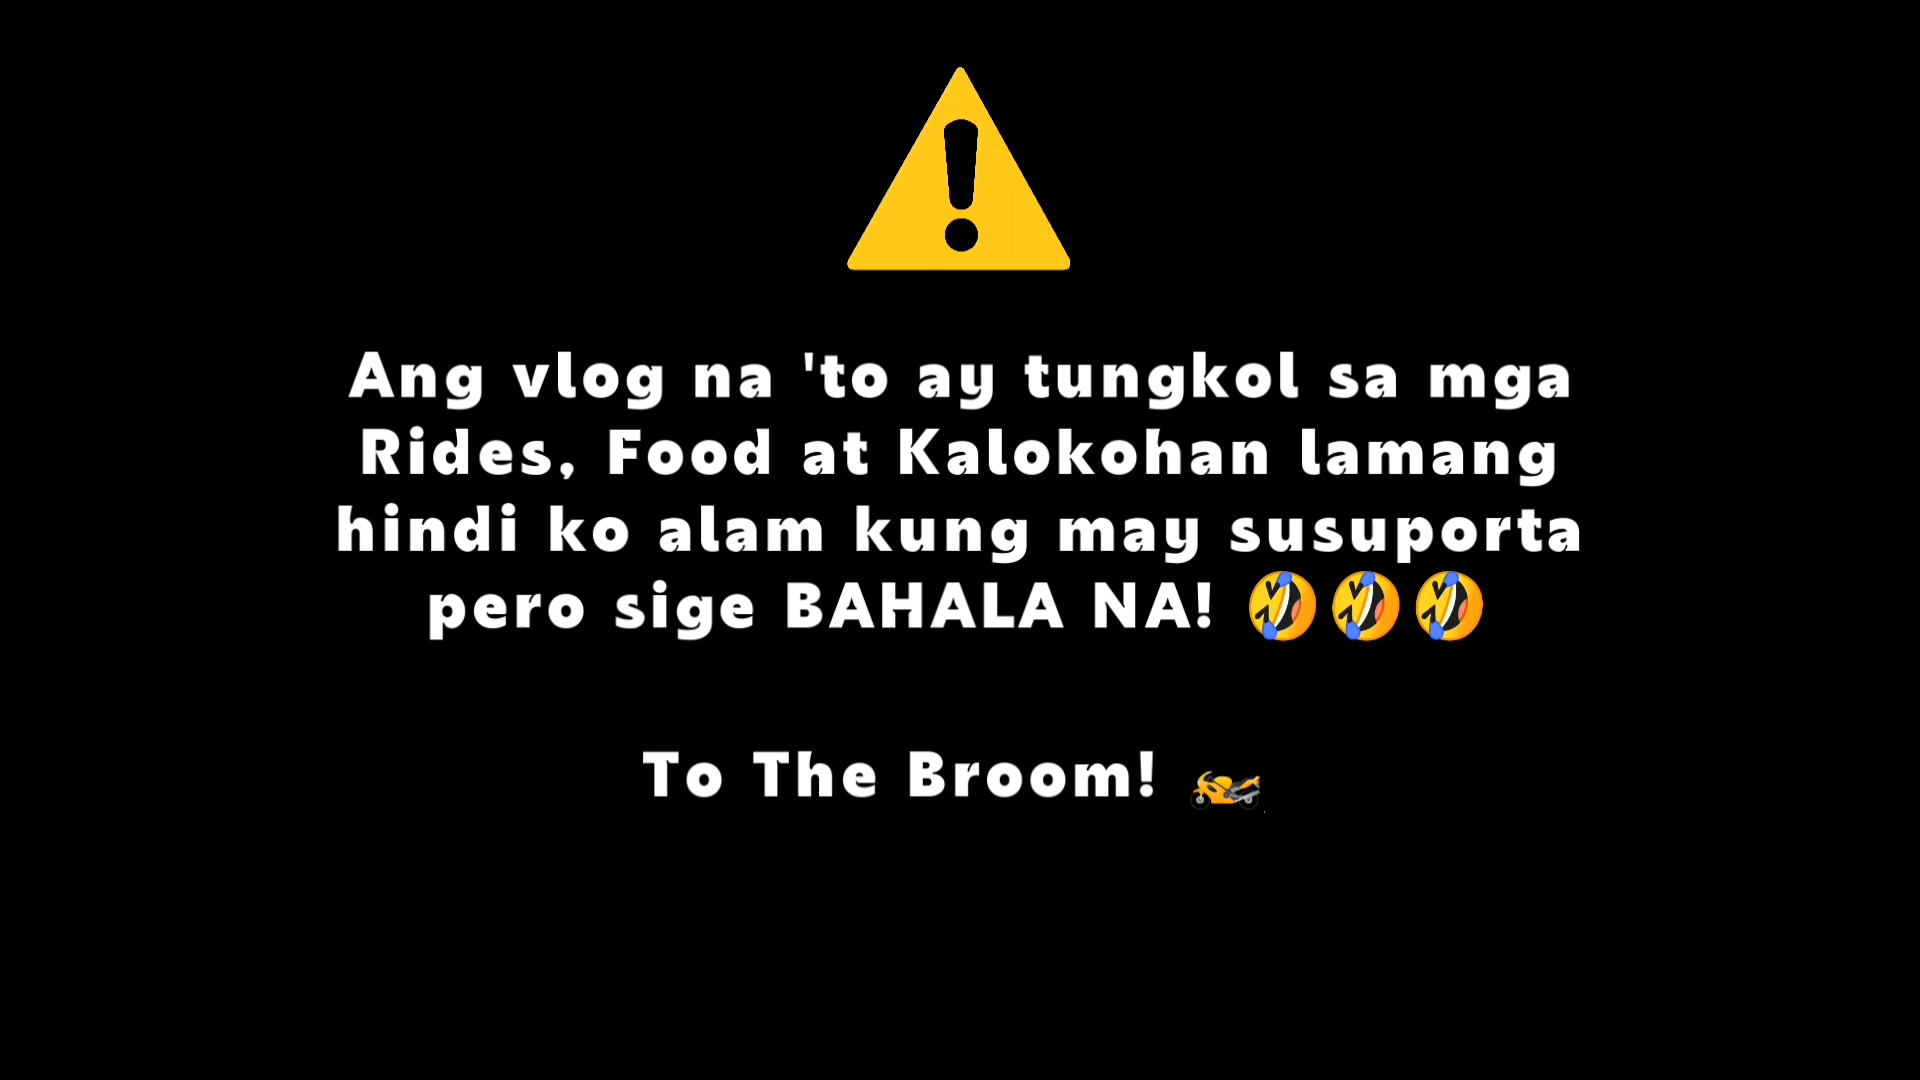 Ang vlog na 'to ay tungkol sa mga
Rides, Food at Kalokohan lamang
hindi ko alam kung may susuporta
pero sige BAHALA NA! 🤣🤣🤣
To The Broom! 🏍️